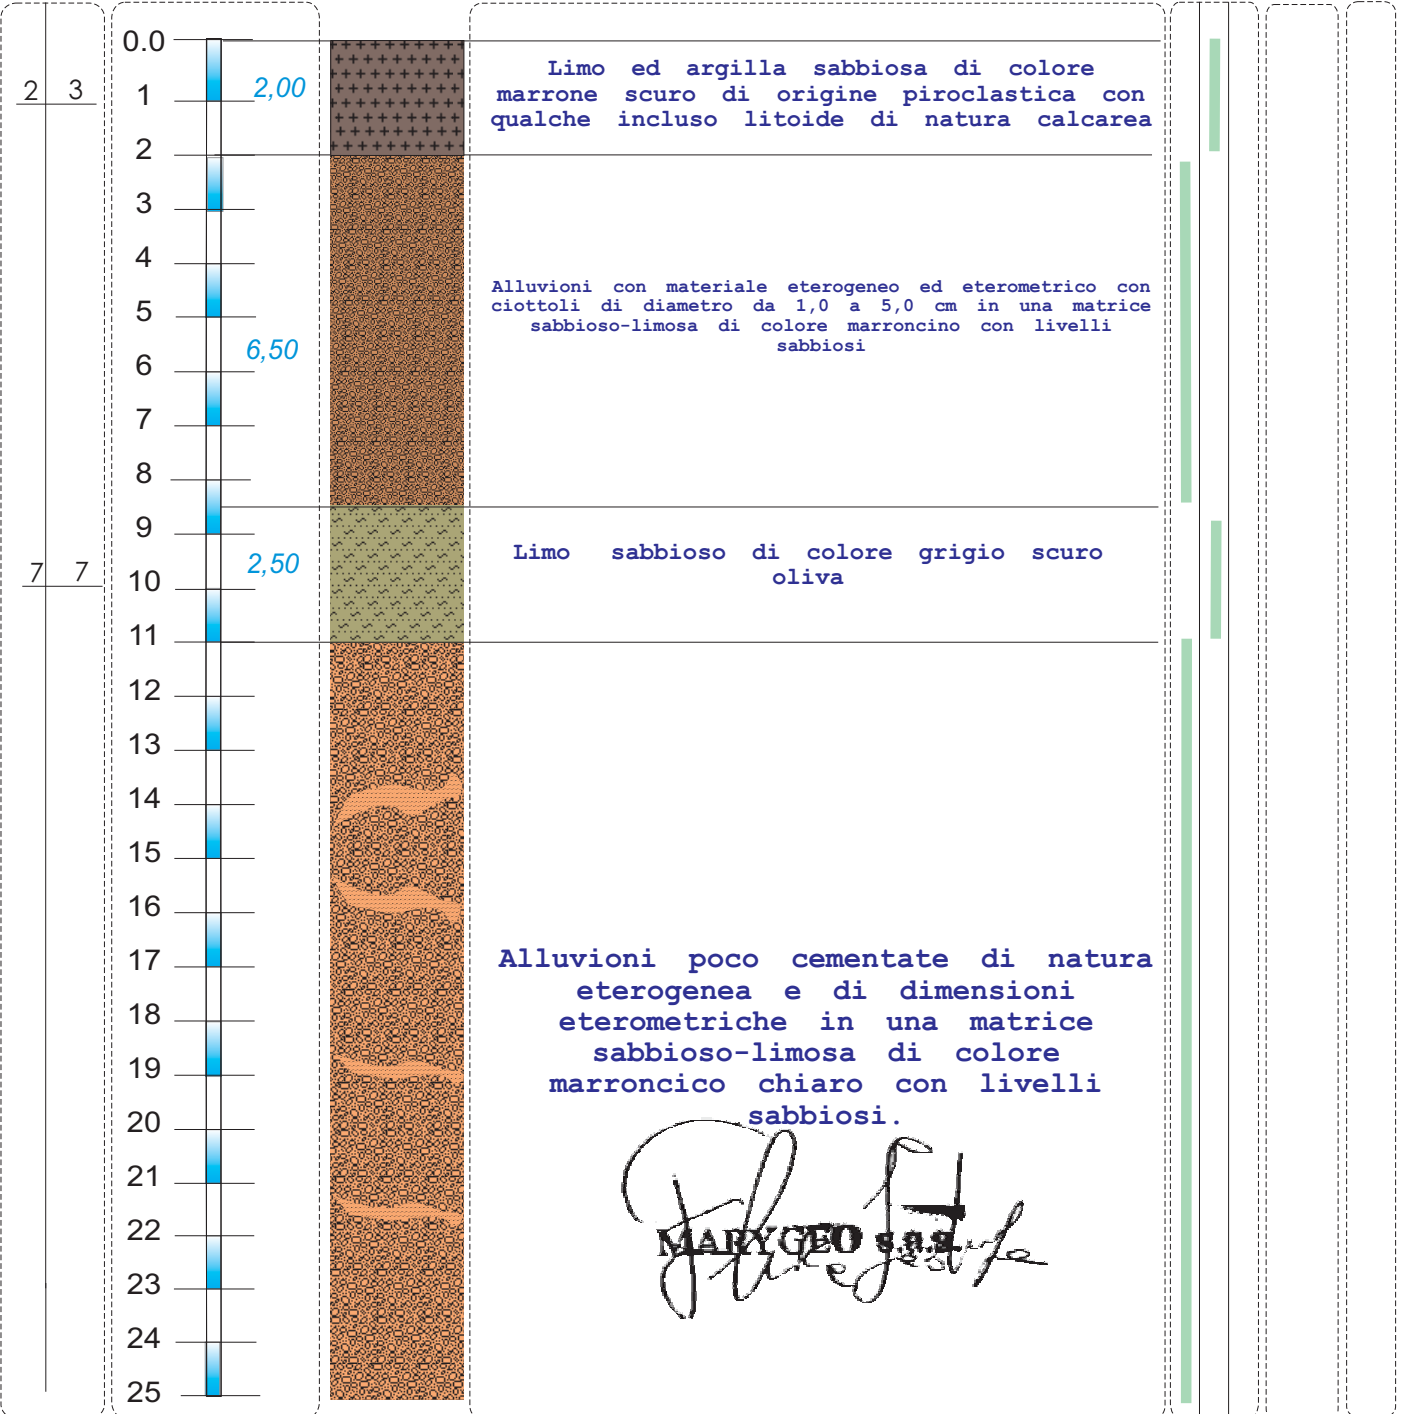 0.0
2 3
1
2,00
Limo ed argilla sabbiosa di colore
marrone scuro di origine piroclastica con
qualche incluso litoide di natura calcarea
2
3
4
5
Alluvioni con materiale eterogeneo ed eterometrico con
ciottoli di diametro da 1,0 a 5,0 cm in una matrice
sabbioso-limosa di colore marroncino con livelli
sabbiosi
6,50
6
7
8
9
Limo sabbioso di colore grigio scuro
oliva
2,50
7 7
10
11
12
13
14
15
16
17
Alluvioni poco cementate di natura
eterogenea e di dimensioni
eterometriche in una matrice
sabbioso-limosa di colore
marroncico chiaro con livelli
sabbiosi.
18
19
20
21
22
MARYGEO s.n.s.
23
24
25